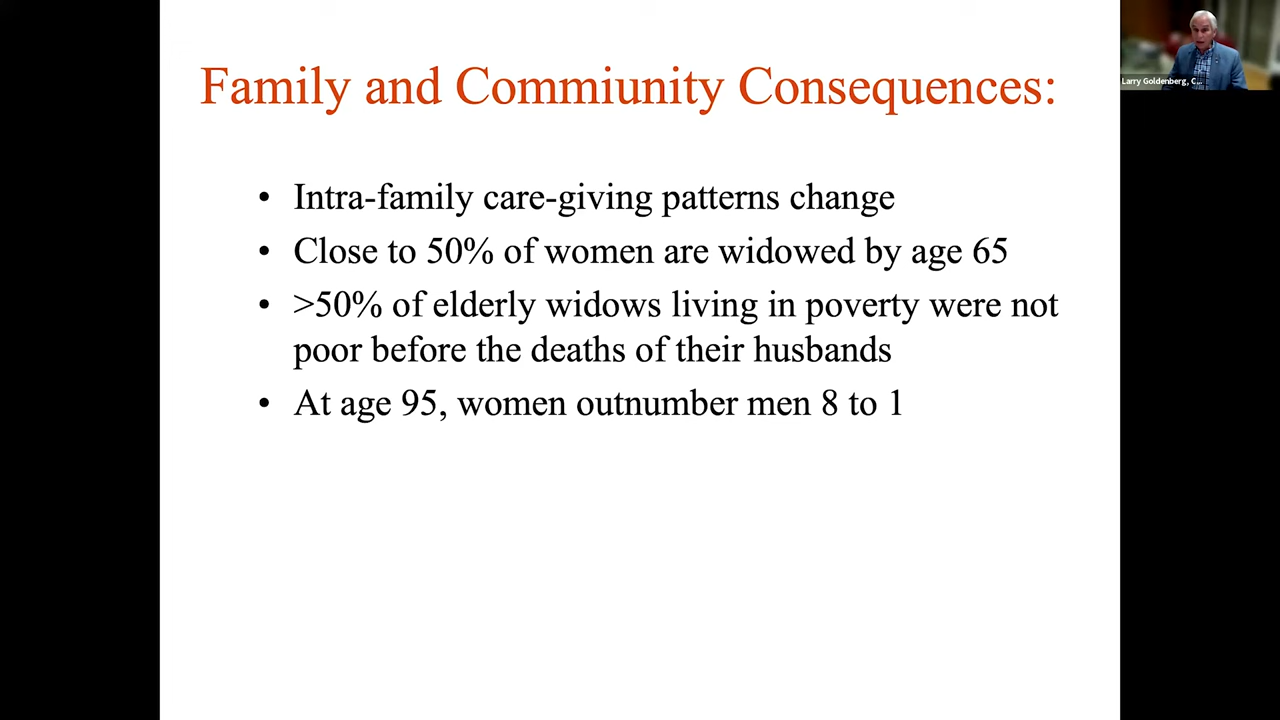 Family and Commiunity Consequences:
Larry Goldenberg, C...
• Intra-family care-giving patterns change
• Close to 50% of women are widowed by age 65
• >50% of elderly widows living in poverty were not
poor before the deaths of their husbands
• At age 95, women outnumber men 8 to 1